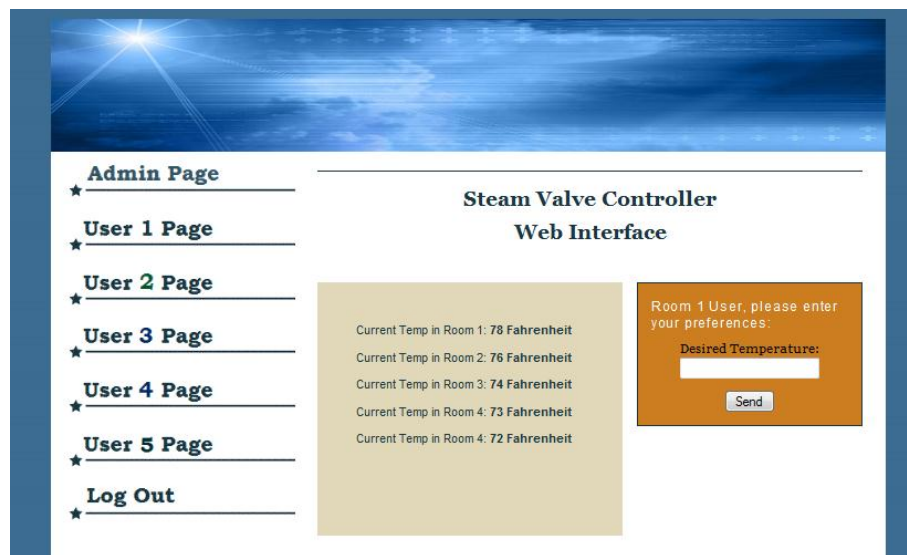 Admin Page
User 1 Page
User 2 Page
User 3 Page
User 4 Page
User 5 Page
Log Out
Steam Valve Controller
Web Interface
Current Temp in Room 1: 78 Fahrenheit
Current Temp in Room 2: 76 Fahrenheit
Current Temp in Room 3: 74 Fahrenheit
Current Temp in Room 4: 73 Fahrenheit
Current Temp in Room 4: 72 Fahrenheit
Room 1 User, please enter
your preferences:
Desired Temperature:
Send